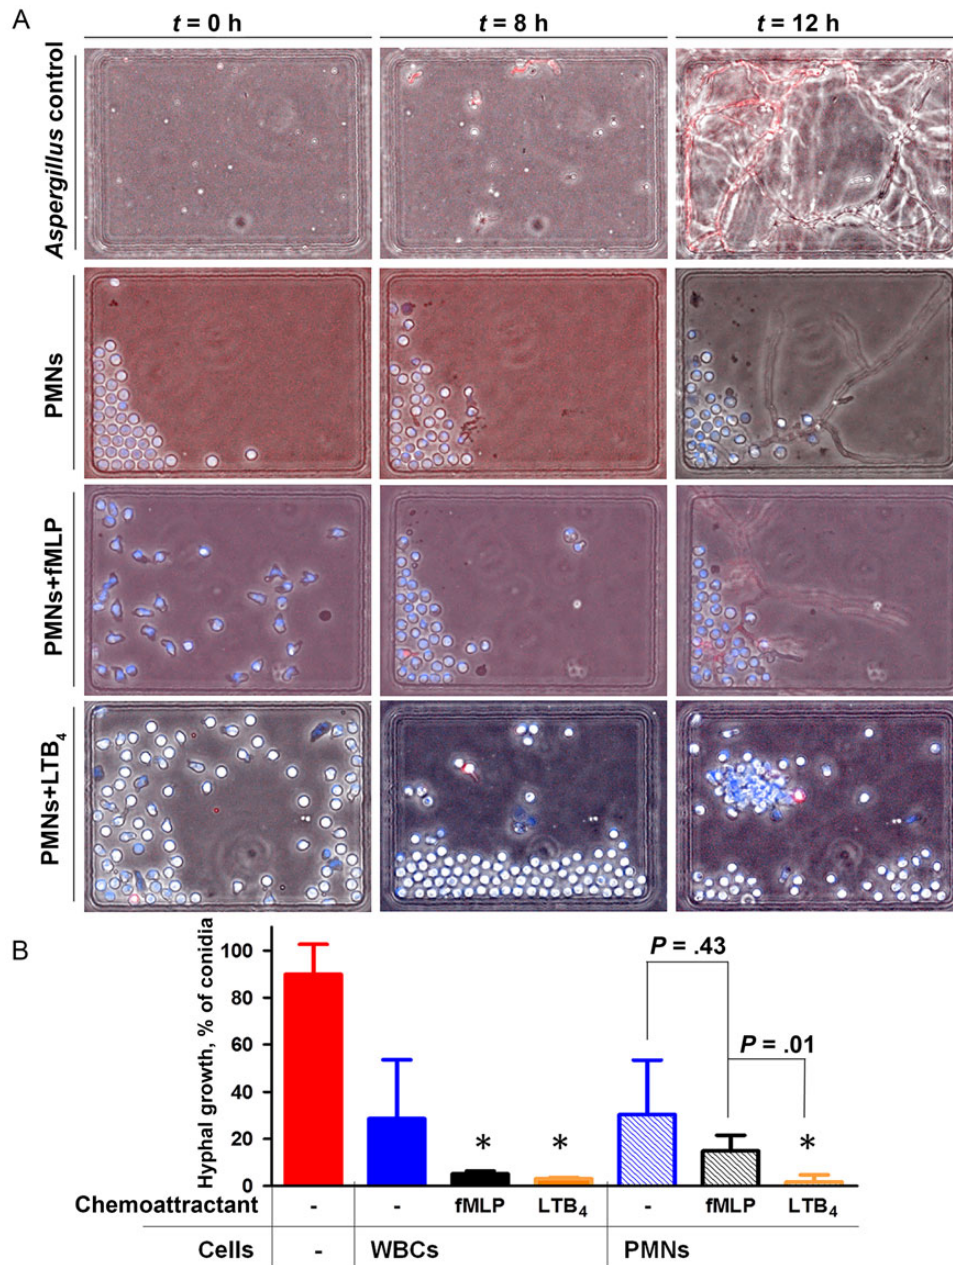 A
t = 0 h
t = 8 h
t = 12 h
Aspergillus control
PMNs
PMNs+fMLP
PMNs+LTB4
B
Hyphal growth, % of conidia
100
80
60
40
20
0
P = .43
P = .01
*
*
*
Chemoattractant
-
-
fMLP
LTB4
-
fMLP
LTB4
Cells
-
WBCs
PMNs